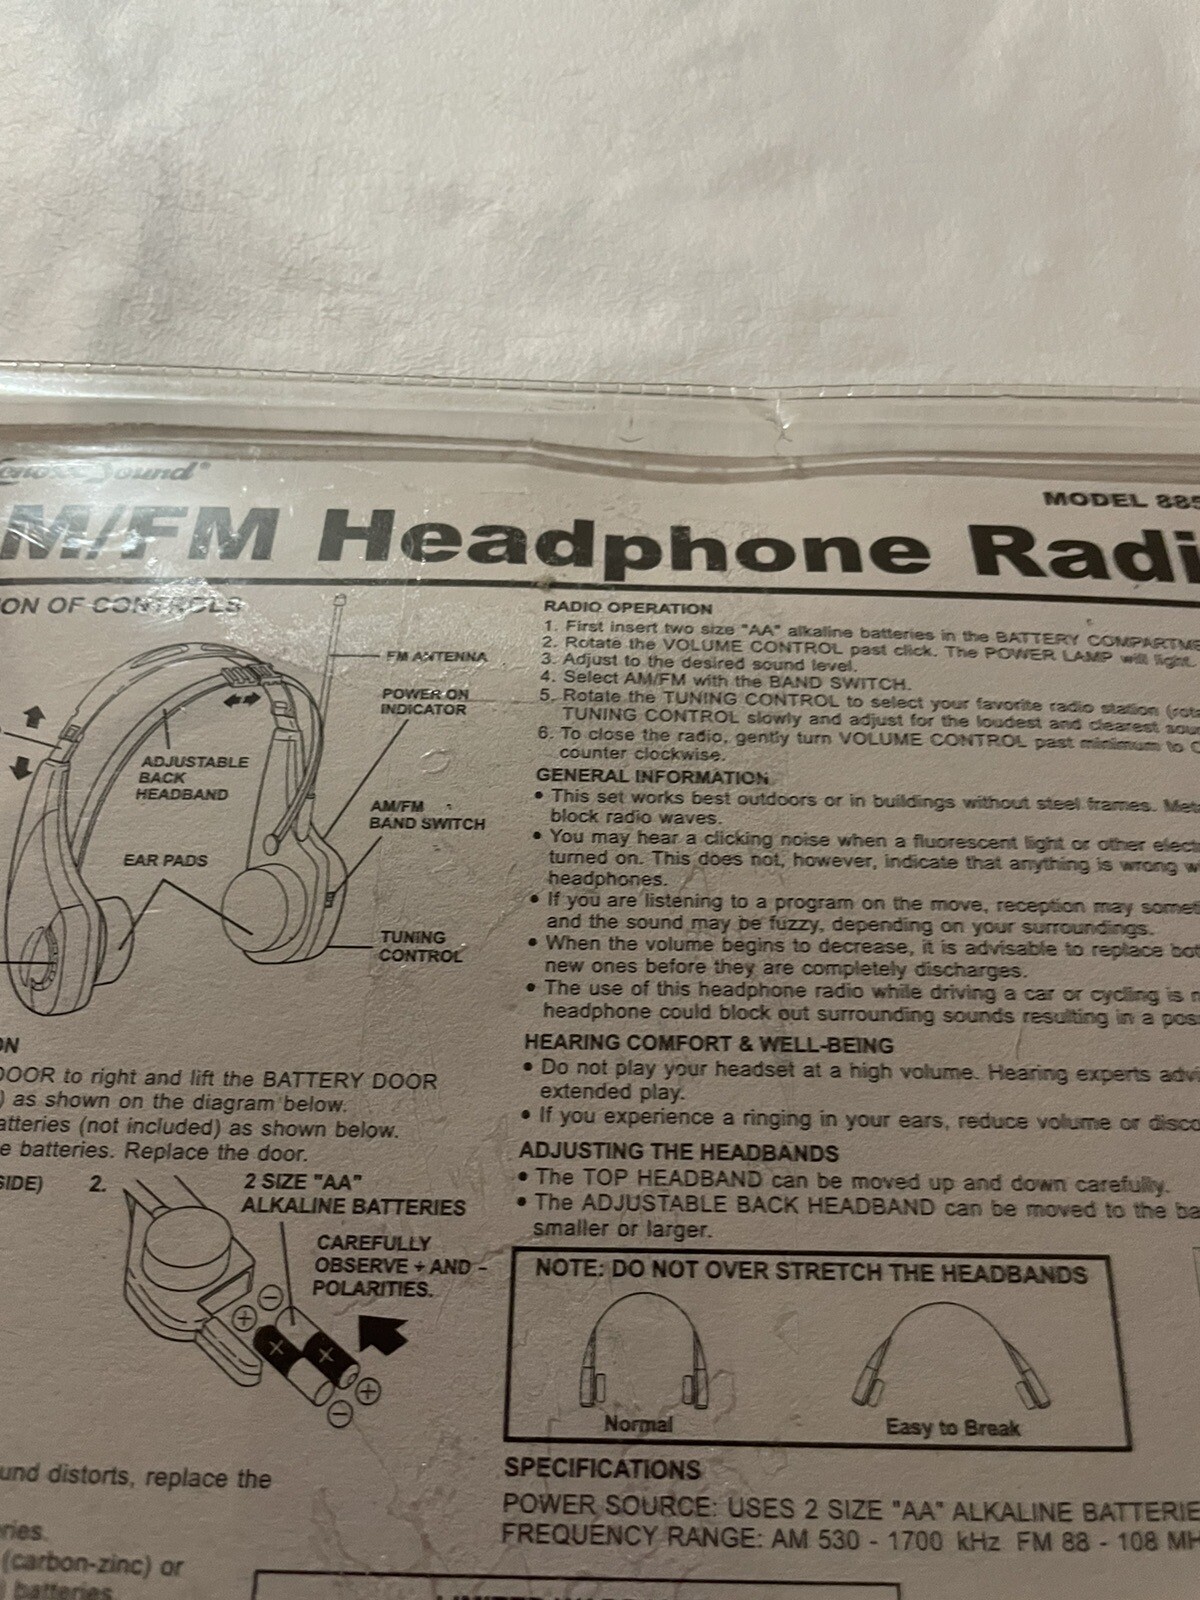 Sound®
MODEL 885
M/FM Headphone Radi
ION OF CONTROLS
FM ANTENNA
POWER ON
INDICATOR
ADJUSTABLE
BACK
HEADBAND
AM/FM
BAND SWITCH
EAR PADS
TUNING
CONTROL
ON
DOOR to right and lift the BATTERY DOOR
) as shown on the diagram below.
atteries (not included) as shown below.
e batteries. Replace the door.
SIDE)
2.
2 SIZE "AA"
ALKALINE BATTERIES
CAREFULLY
OBSERVE + AND -
POLARITIES.
und distorts, replace the
ries.
(carbon-zinc) or
) batteries.
RADIO OPERATION
1. First insert two size "AA" alkaline batteries in the BATTERY COMPARTME
2. Rotate the VOLUME CONTROL past click. The POWER LAMP will light.
3. Adjust to the desired sound level.
4. Select AM/FM with the BAND SWITCH.
5. Rotate the TUNING CONTROL to select your favorite radio station (rota
TUNING CONTROL slowly and adjust for the loudest and clearest sou
6. To close the radio, gently turn VOLUME CONTROL past minimum to O
counter clockwise.
GENERAL INFORMATION
• This set works best outdoors or in buildings without steel frames. Meta
block radio waves.
• You may hear a clicking noise when a fluorescent light or other electr
turned on. This does not, however, indicate that anything is wrong w
headphones.
• If you are listening to a program on the move, reception may someti
and the sound may be fuzzy, depending on your surroundings.
• When the volume begins to decrease, it is advisable to replace bot
new ones before they are completely discharges.
• The use of this headphone radio while driving a car or cycling is n
headphone could block out surrounding sounds resulting in a poss
HEARING COMFORT & WELL-BEING
• Do not play your headset at a high volume. Hearing experts advi
extended play.
• If you experience a ringing in your ears, reduce volume or disco
ADJUSTING THE HEADBANDS
• The TOP HEADBAND can be moved up and down carefully.
• The ADJUSTABLE BACK HEADBAND can be moved to the ba
smaller or larger.
NOTE: DO NOT OVER STRETCH THE HEADBANDS
Normal
Easy to Break
SPECIFICATIONS
POWER SOURCE: USES 2 SIZE "AA" ALKALINE BATTERIE
FREQUENCY RANGE: AM 530 - 1700 kHz FM 88 - 108 MH